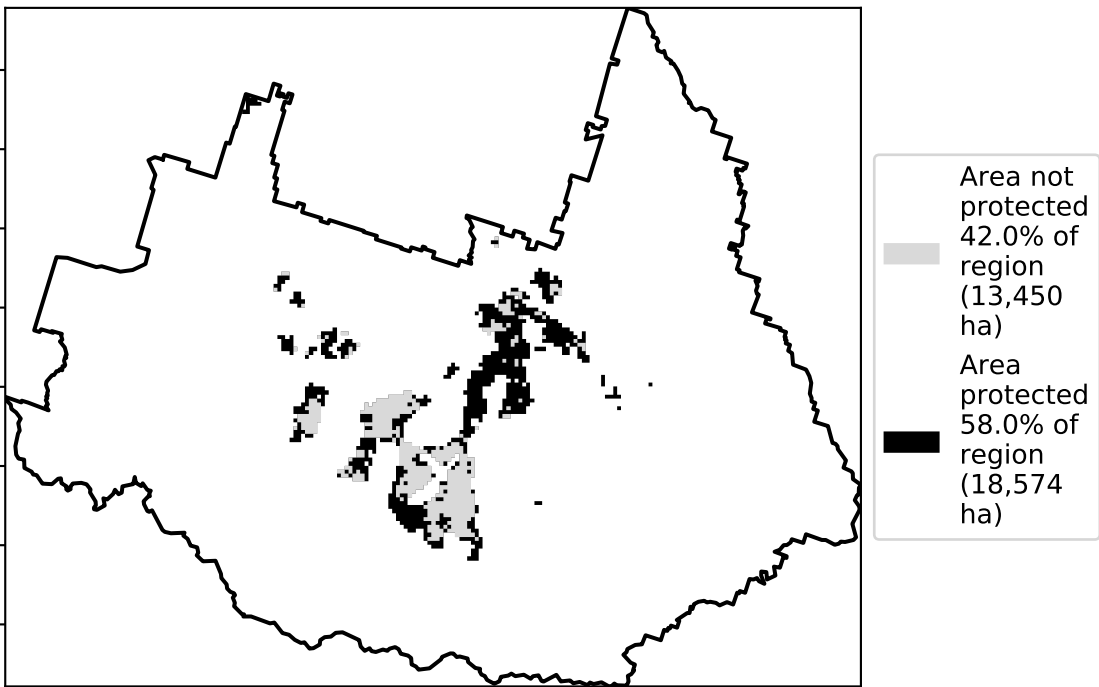 Area not
protected
42.0% of
region
(13,450
ha)
Area
protected
58.0% of
region
(18,574
ha)